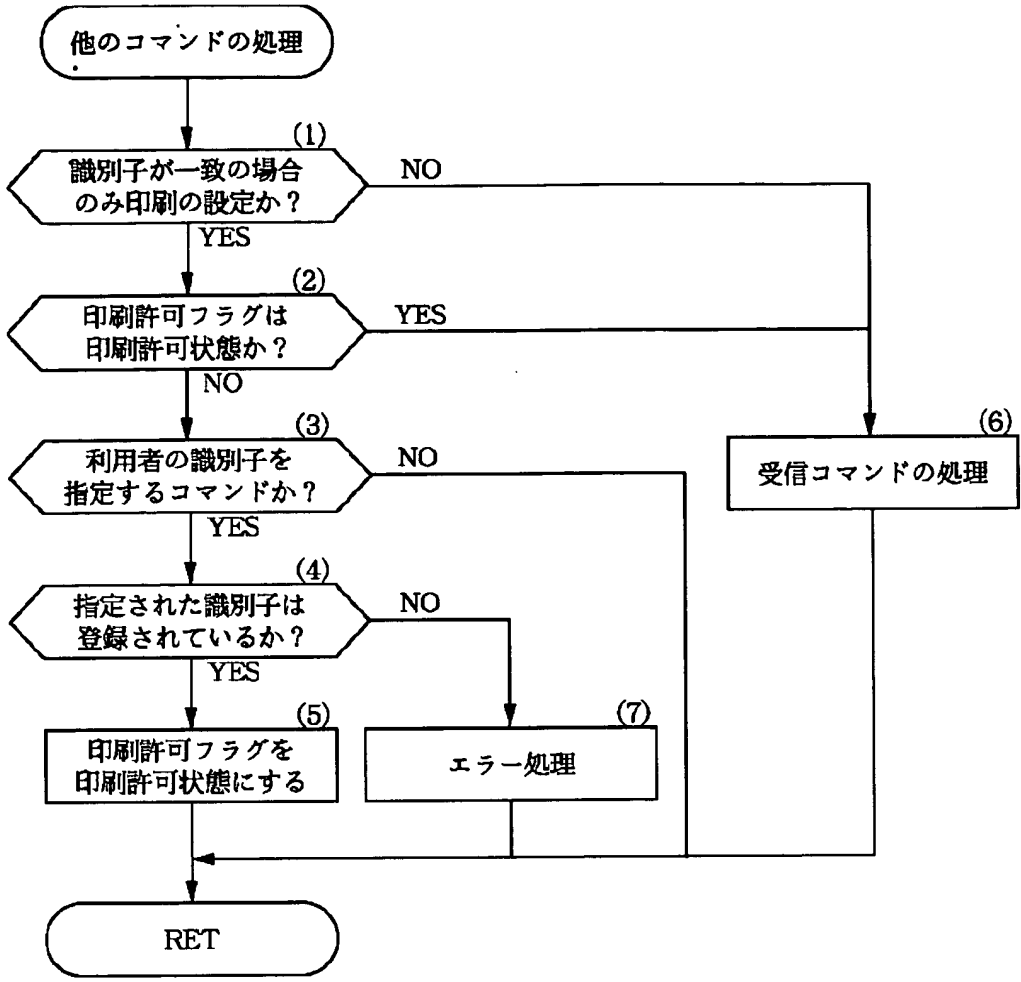 他のコマンドの処理
(1)
識別子が一致の場合
のみ印刷の設定か？
NO
YES
(2)
印刷許可フラグは
印刷許可状態か？
YES
NO
(3)
利用者の識別子を
指定するコマンドか？
NO
YES
(6)
受信コマンドの処理
(4)
指定された識別子は
登録されているか？
NO
YES
(5)
印刷許可フラグを
印刷許可状態にする
(7)
エラー処理
RET